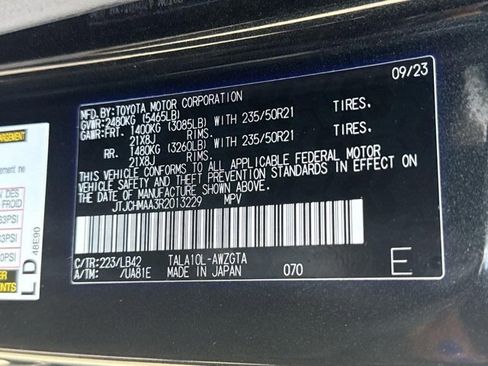 09/23
MFD.BY:TOYOTA MOTOR CORPORATION
GVWR:2480KG (5465LB)
GAWR:FRT. 1400KG (3085LB) WITH 235/50R21 TIRES.
21X8J RIMS.
RR. 1480KG (3260LB) WITH 235/50R21 TIRES.
21X8J RIMS.
THIS VEHICLE CONFORMS TO ALL APPLICABLE FEDERAL MOTOR
VEHICLE SAFETY AND THEFT PREVENTION STANDARDS IN EFFECT ON
THE DATE OF MANUFACTURE SHOWN ABOVE.
JTJCHMAA3R2013229 MPV
C/TR:223/LB42 TALA10L-AWZGTA
A/TM: /UA81E MADE IN JAPAN 070 E
LD
48E90